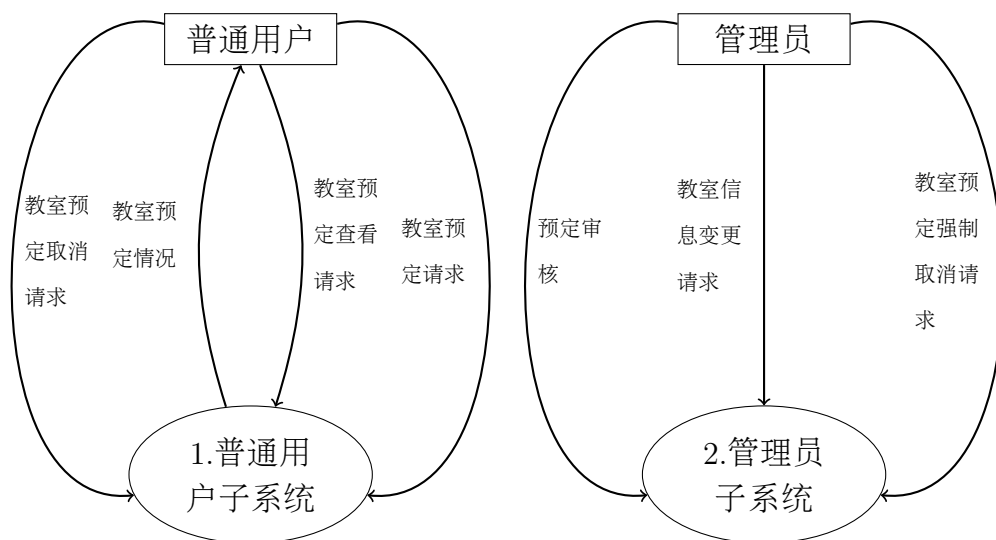 普通用户
管理员
教室预
定取消
请求
教室预
定情况
教室预
定查看
请求
教室预
定请求
预定审
核
教室信
息变更
请求
教室预
定强制
取消请
求
1.普通用
户子系统
2.管理员
子系统